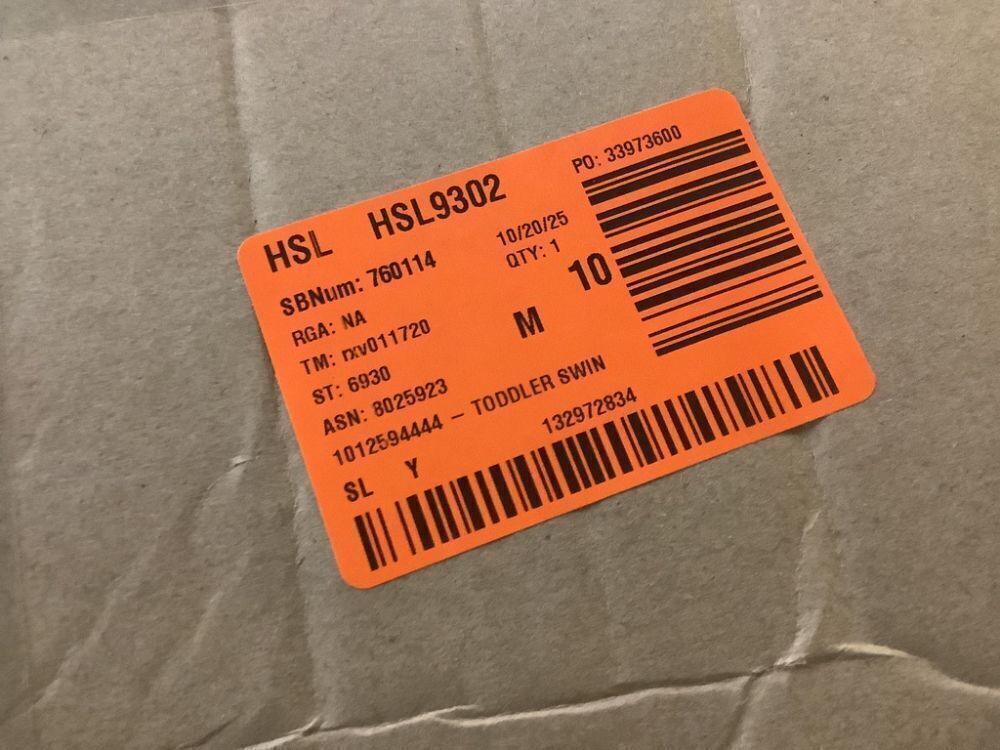 HSL HSL9302
PO: 33973600
SBNum: 760114
10/20/25
RGA: NA
QTY: 1
10
TM: rxv011720
M
ST: 6930
ASN: 8025923
1012594444 – TODDLER SWIN
SL Y
132972834